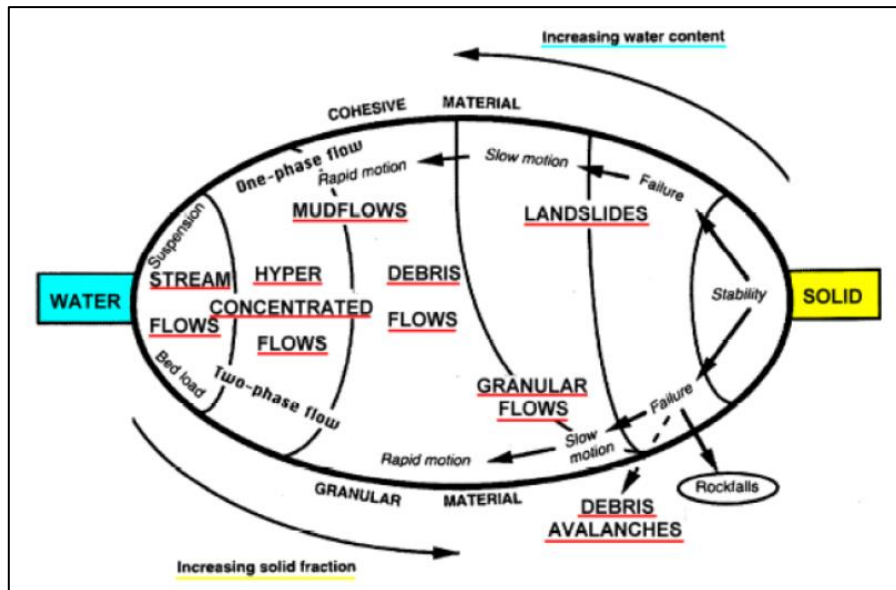 Increasing water content
COHESIVE MATERIAL
One-phase flow
Rapid motion
Slow motion
Failure
MUDFLOWS
LANDSLIDES
Suspension
STREAM
FLOWS
HYPER
CONCENTRATED
FLOWS
DEBRIS
FLOWS
WATER
Stability
SOLID
Bed load
Two-phase flow
GRANULAR
FLOWS
Failure
Slow
motion
Rapid motion
Rockfalls
GRANULAR MATERIAL
DEBRIS
AVALANCHES
Increasing solid fraction